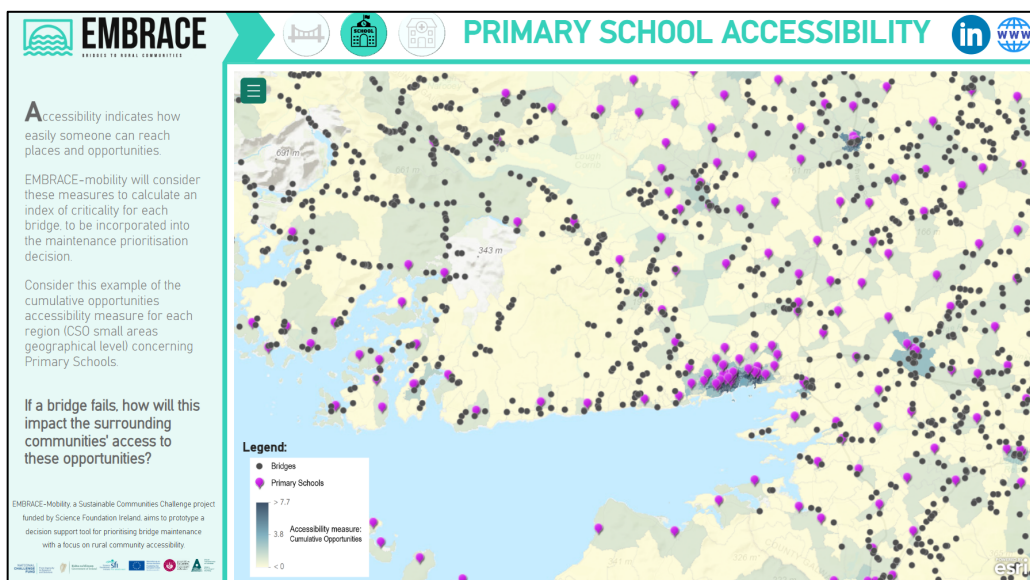 EMBRACE
BRIDGES TO RURAL COMMUNITIES
SCHOOL
PRIMARY SCHOOL ACCESSIBILITY
in
WWW
Accessibility indicates how
easily someone can reach
places and opportunities.
EMBRACE-mobility will consider
these measures to calculate an
index of criticality for each
bridge, to be incorporated into
the maintenance prioritisation
decision.
Consider this example of the
cumulative opportunities
accessibility measure for each
region (CSO small areas
geographical level) concerning
Primary Schools.
If a bridge fails, how will this
impact the surrounding
communities' access to
these opportunities?
EMBRACE-Mobility, a Sustainable Communities Challenge project
funded by Science Foundation Ireland, aims to prototype a
decision support tool for prioritising bridge maintenance
with a focus on rural community accessibility.
691 m
343 m
Legend:
Bridges
Primary Schools
> 7.7
3.8
< 0
Accessibility measure:
Cumulative Opportunities
esri